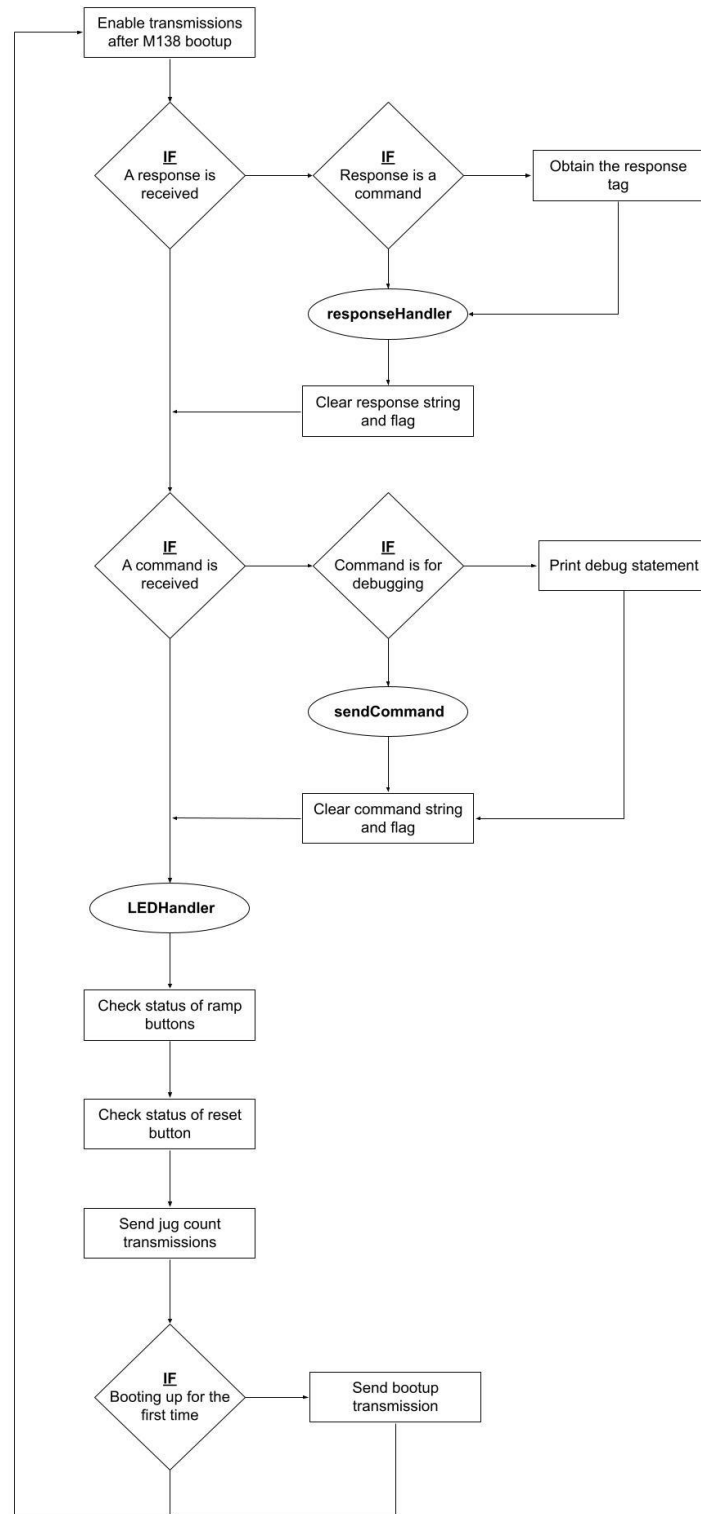 Enable transmissions
after M138 bootup
IF
A response is
received
IF
Response is a
command
Obtain the response
tag
responseHandler
Clear response string
and flag
IF
A command is
received
IF
Command is for
debugging
Print debug statement
sendCommand
Clear command string
and flag
LEDHandler
Check status of ramp
buttons
Check status of reset
button
Send jug count
transmissions
IF
Booting up for the
first time
Send bootup
transmission